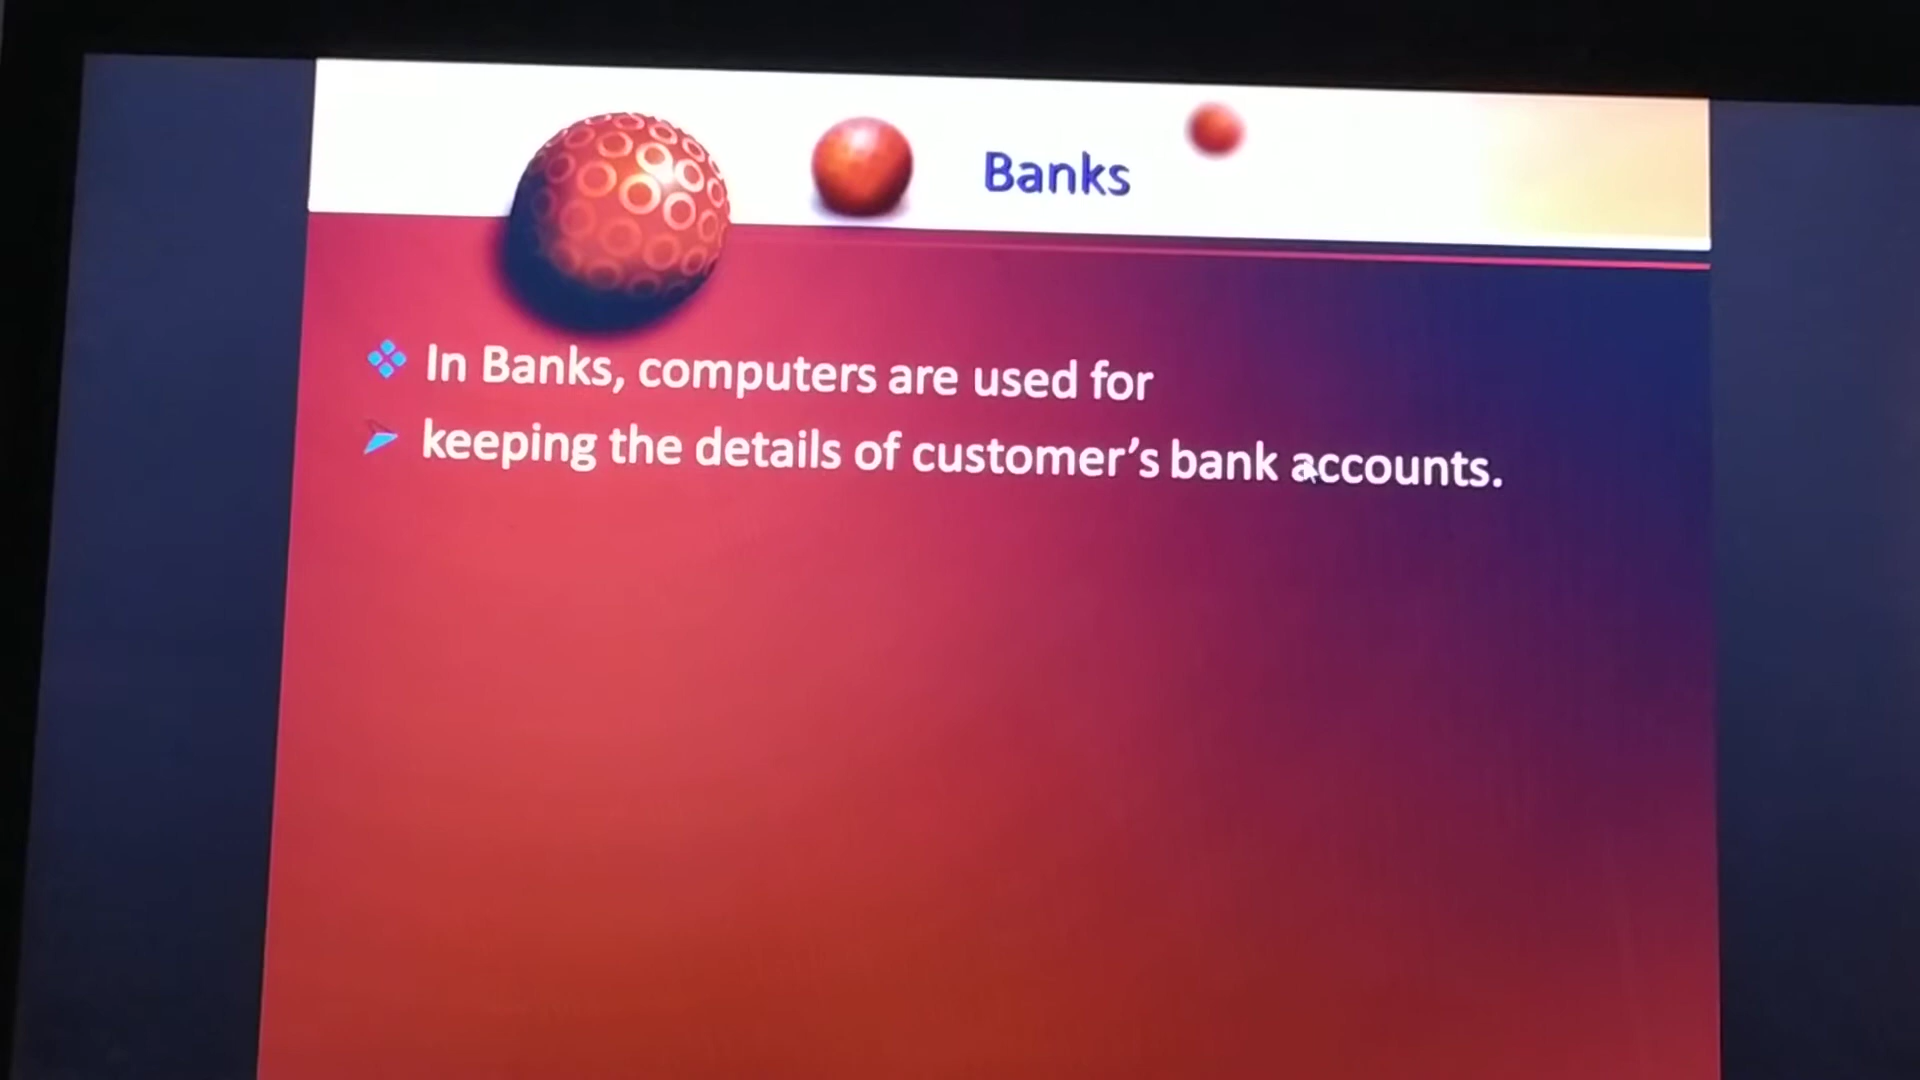 Banks
In Banks, computers are used for
keeping the details of customer’s bank accounts.